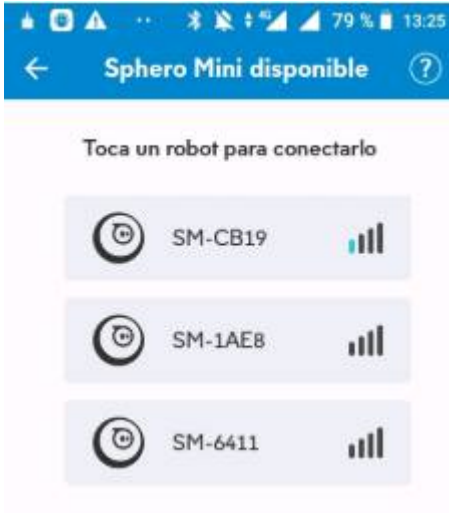 79 % 13:25
Sphero Mini disponible ?
Toca un robot para conectarlo
SM-CB19
SM-1AE8
SM-6411